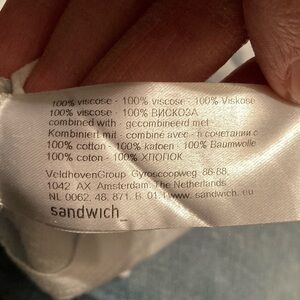 100% viscose - 100% viscose - 100% Viskose
100% viscose - 100% ВИСКОЗА
combined with - gecombineerd met
Kombiniert mit - combiné avec - в сочетании с
100% cotton - 100% katoen - 100% Baumwolle
100% coton - 100% ХЛОПОК
VeldhovenGroup Gyroscoopweg 86-88.
1042 AX Amsterdam. The Netherlands
NL 0062. 48. 871. B. 01. www. sandwich. eu
sandwich